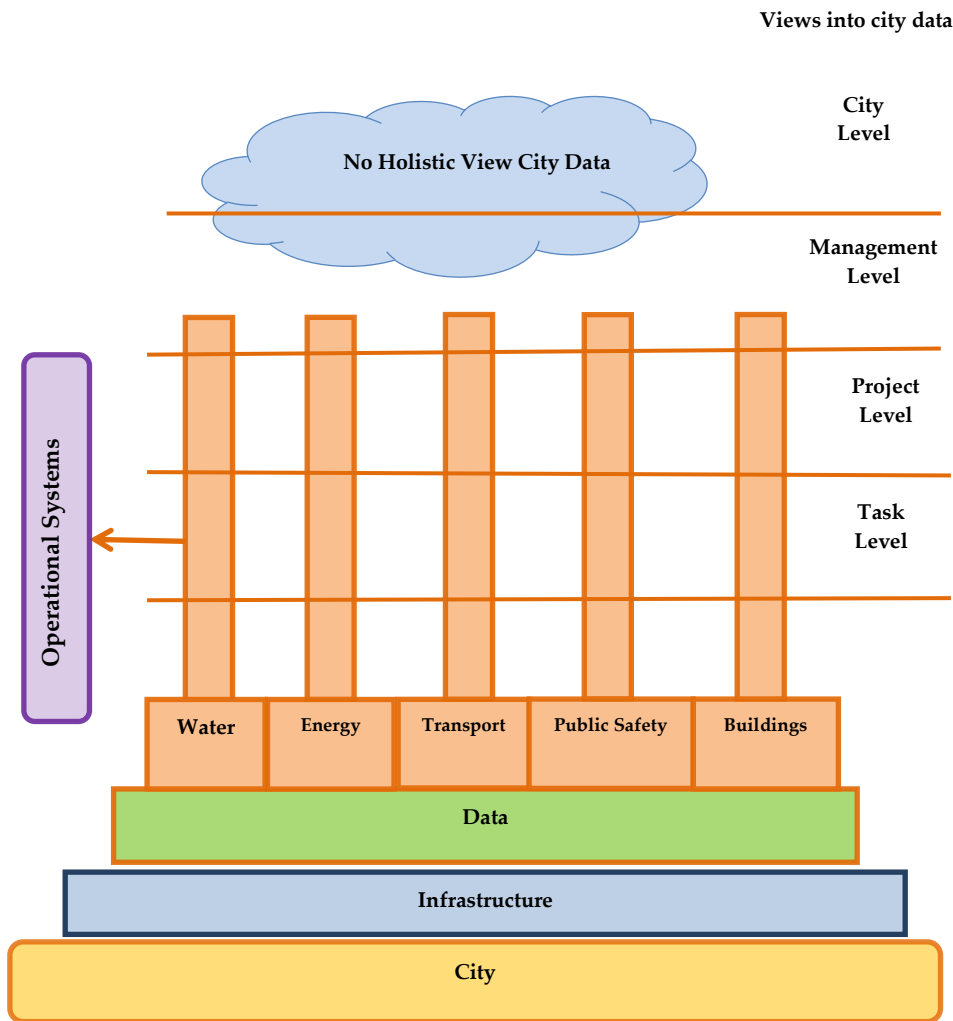 Views into city data
City
Level
No Holistic View City Data
Management
Level
Project
Level
Task
Level
Operational Systems
Water
Energy
Transport
Public Safety
Buildings
Data
Infrastructure
City